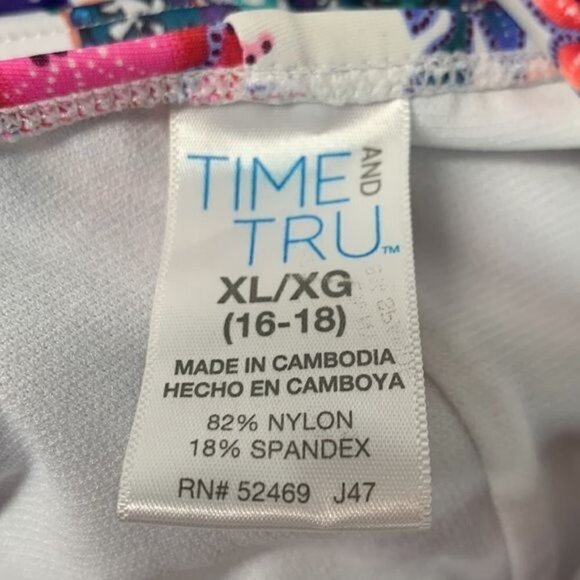 TIME AND
TRU™
XL/XG
(16-18)
MADE IN CAMBODIA
HECHO EN CAMBOYA
82% NYLON
18% SPANDEX
RN# 52469 J47